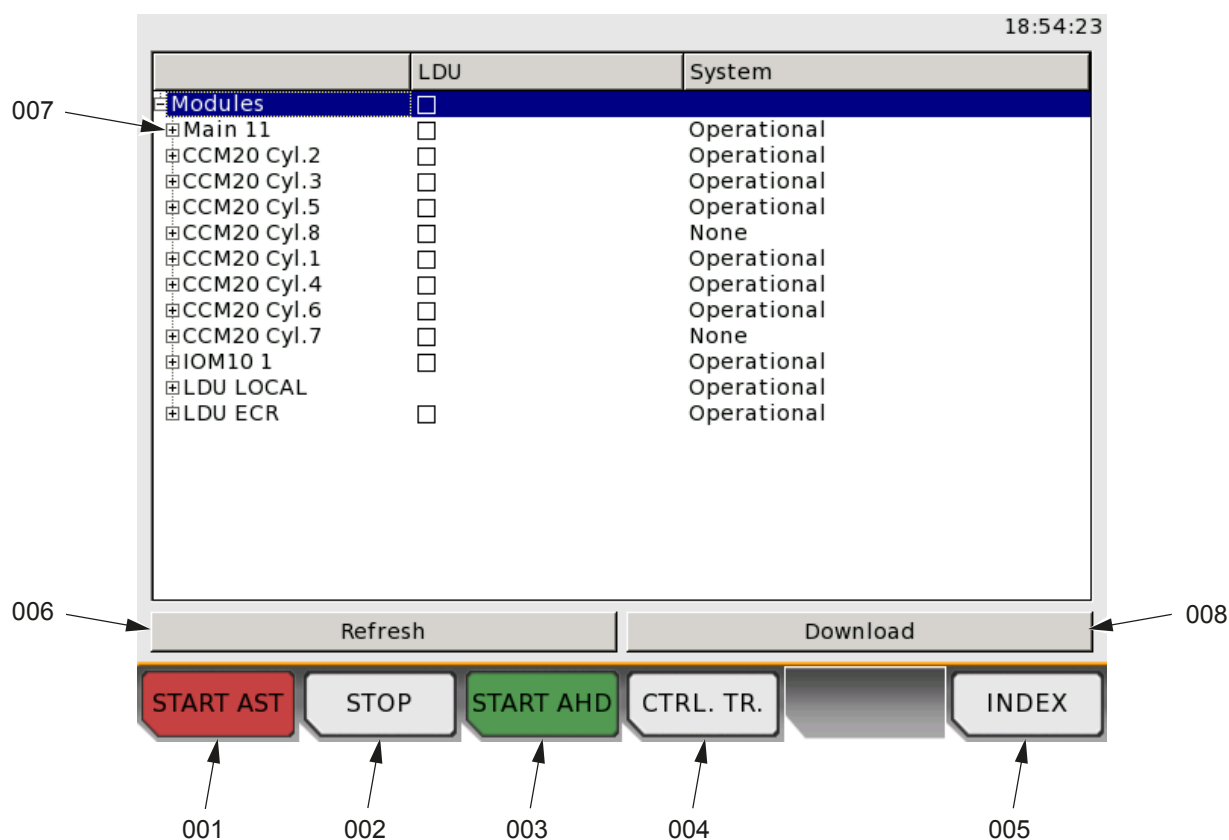 18:54:23
LDU System
Modules
007
Main 11 Operational
CCM20 Cyl.2 Operational
CCM20 Cyl.3 Operational
CCM20 Cyl.5 Operational
CCM20 Cyl.8 None
CCM20 Cyl.1 Operational
CCM20 Cyl.4 Operational
CCM20 Cyl.6 Operational
CCM20 Cyl.7 None
IOM10 1 Operational
LDU LOCAL Operational
LDU ECR Operational
006
008
Refresh Download
START AST STOP START AHD CTRL. TR. INDEX
001 002 003 004 005